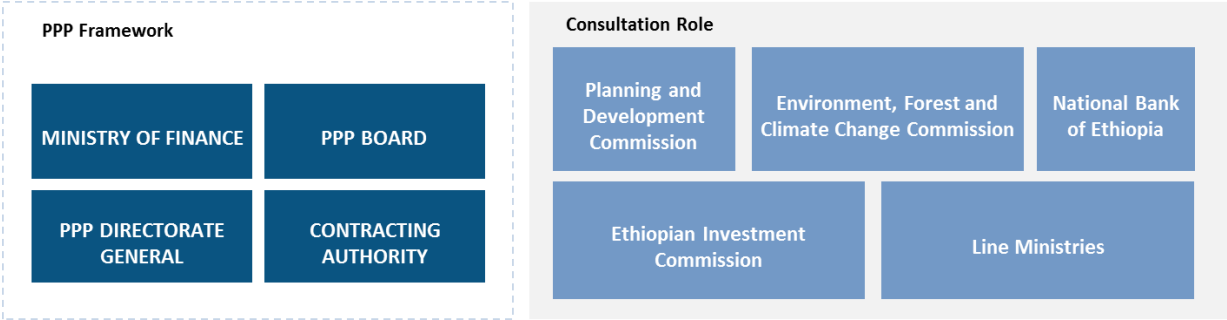 PPP Framework
MINISTRY OF FINANCE
PPP BOARD
PPP DIRECTORATE
GENERAL
CONTRACTING
AUTHORITY
Consultation Role
Planning and
Development
Commission
Environment, Forest and
Climate Change Commission
National Bank
of Ethiopia
Ethiopian Investment
Commission
Line Ministries